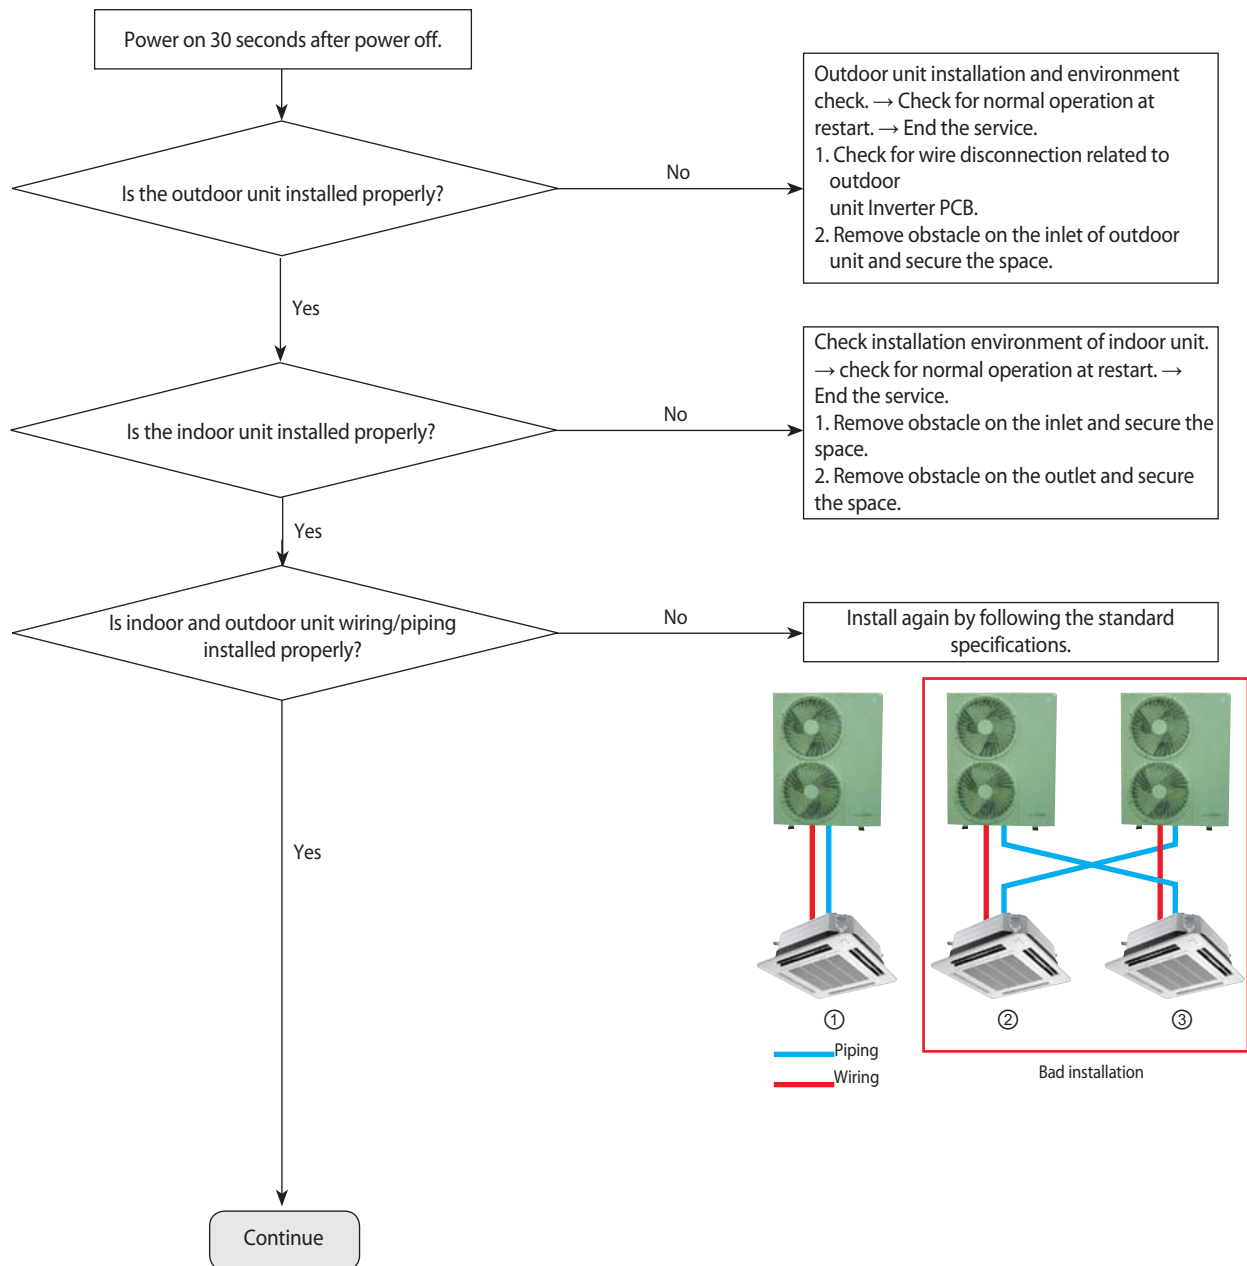 Power on 30 seconds after power off.
Outdoor unit installation and environment
check. → Check for normal operation at
restart. → End the service.
1. Check for wire disconnection related to
outdoor
unit Inverter PCB.
2. Remove obstacle on the inlet of outdoor
unit and secure the space.
Is the outdoor unit installed properly?
No
Yes
Check installation environment of indoor unit.
→ check for normal operation at restart. →
End the service.
1. Remove obstacle on the inlet and secure the
space.
2. Remove obstacle on the outlet and secure
the space.
Is the indoor unit installed properly?
No
Yes
Is indoor and outdoor unit wiring/piping
installed properly?
No
Install again by following the standard
specifications.
Yes
①
②
③
Piping
Wiring
Bad installation
Continue